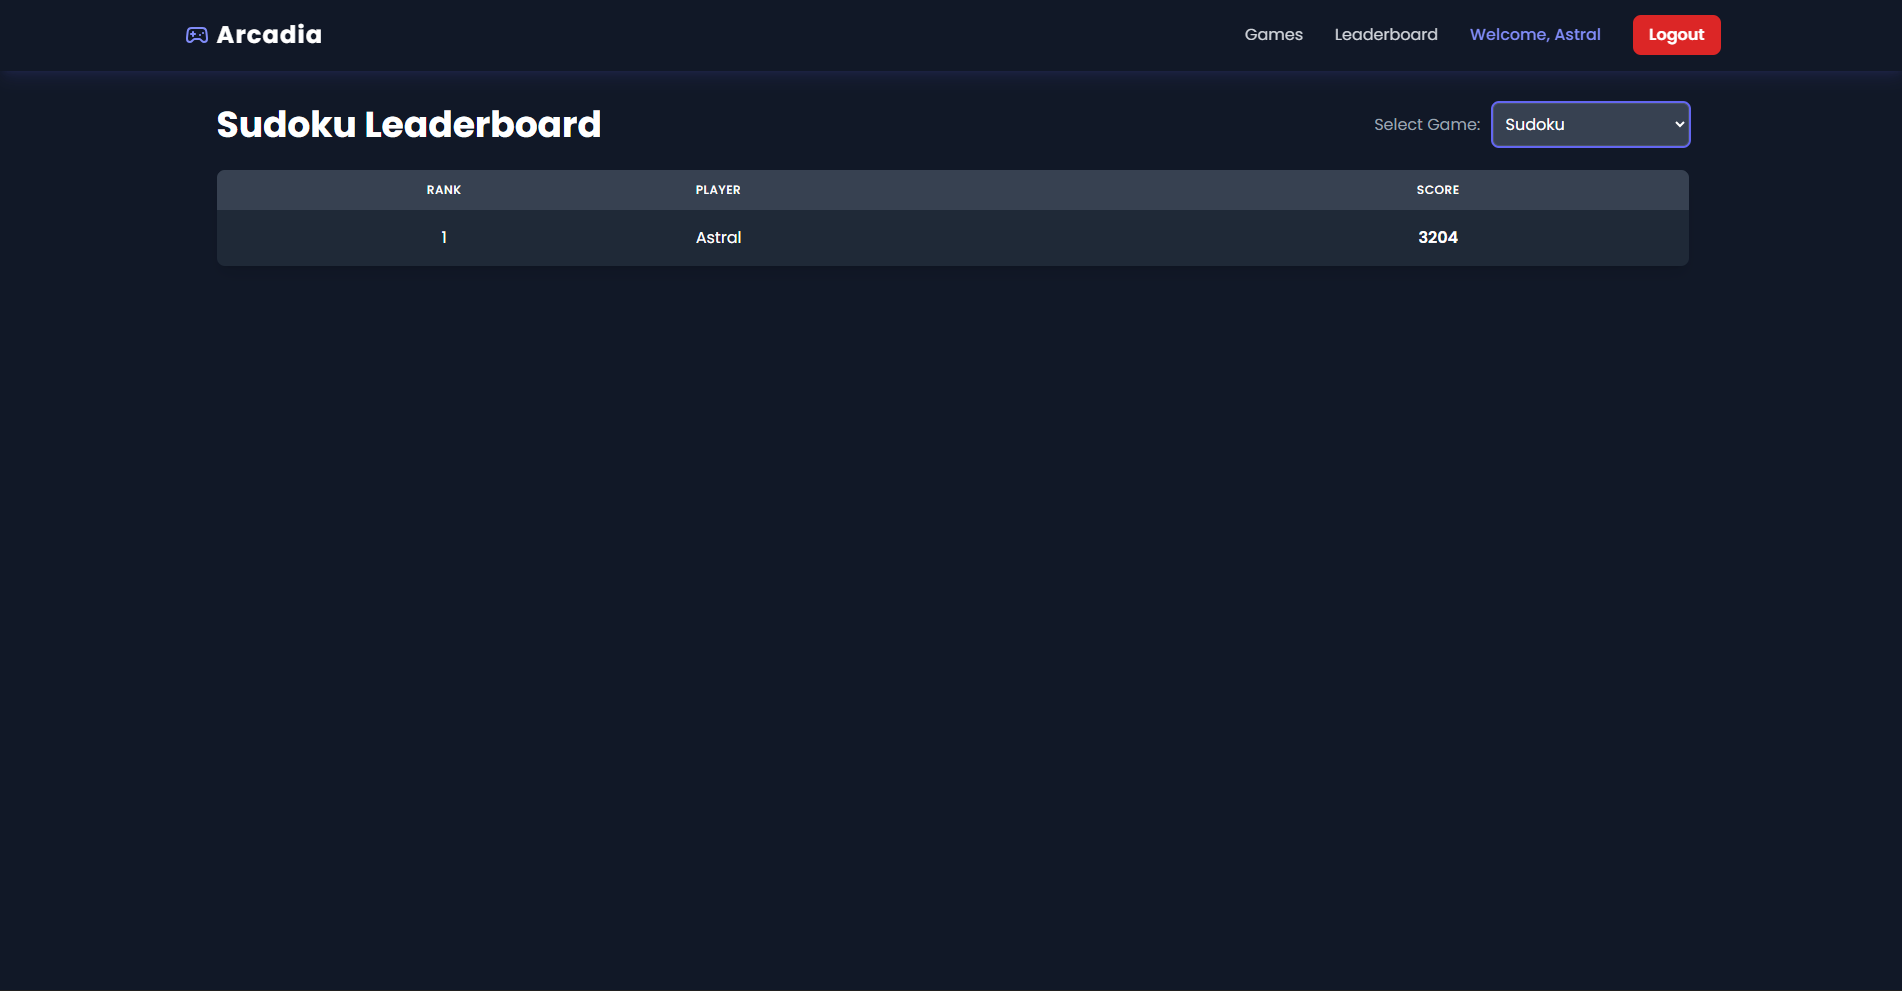 Arcadia
Games Leaderboard Welcome, Astral Logout
Sudoku Leaderboard
Select Game: Sudoku
RANK PLAYER SCORE
1 Astral 3204